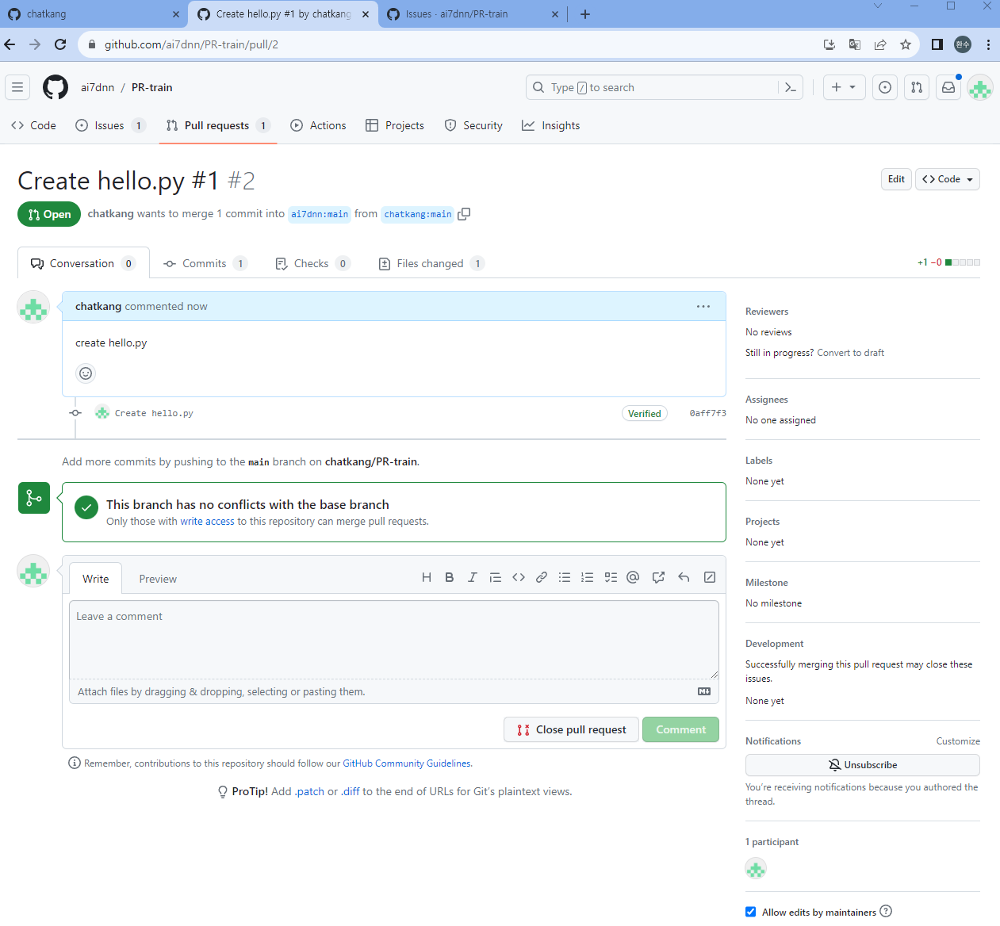 chatkang
Create hello.py #1 by chatkang
Issues · ai7dnn/PR-train
github.com/ai7dnn/PR-train/pull/2
환수
ai7dnn / PR-train
Type / to search
Code
Issues 1
Pull requests 1
Actions
Projects
Security
Insights
Create hello.py #1 #2
Edit
Code
Open
chatkang wants to merge 1 commit into ai7dnn:main from chatkang:main
Conversation 0
Commits 1
Checks 0
Files changed 1
+1 −0
chatkang commented now
create hello.py
Create hello.py
Verified
0aff7f3
Add more commits by pushing to the main branch on chatkang/PR-train.
This branch has no conflicts with the base branch
Only those with write access to this repository can merge pull requests.
Write
Preview
Leave a comment
Attach files by dragging & dropping, selecting or pasting them.
Close pull request
Comment
Remember, contributions to this repository should follow our GitHub Community Guidelines.
ProTip! Add .patch or .diff to the end of URLs for Git's plaintext views.
Reviewers
No reviews
Still in progress? Convert to draft
Assignees
No one assigned
Labels
None yet
Projects
None yet
Milestone
No milestone
Development
Successfully merging this pull request may close these
issues.
None yet
Notifications
Customize
Unsubscribe
You're receiving notifications because you authored the
thread.
1 participant
Allow edits by maintainers